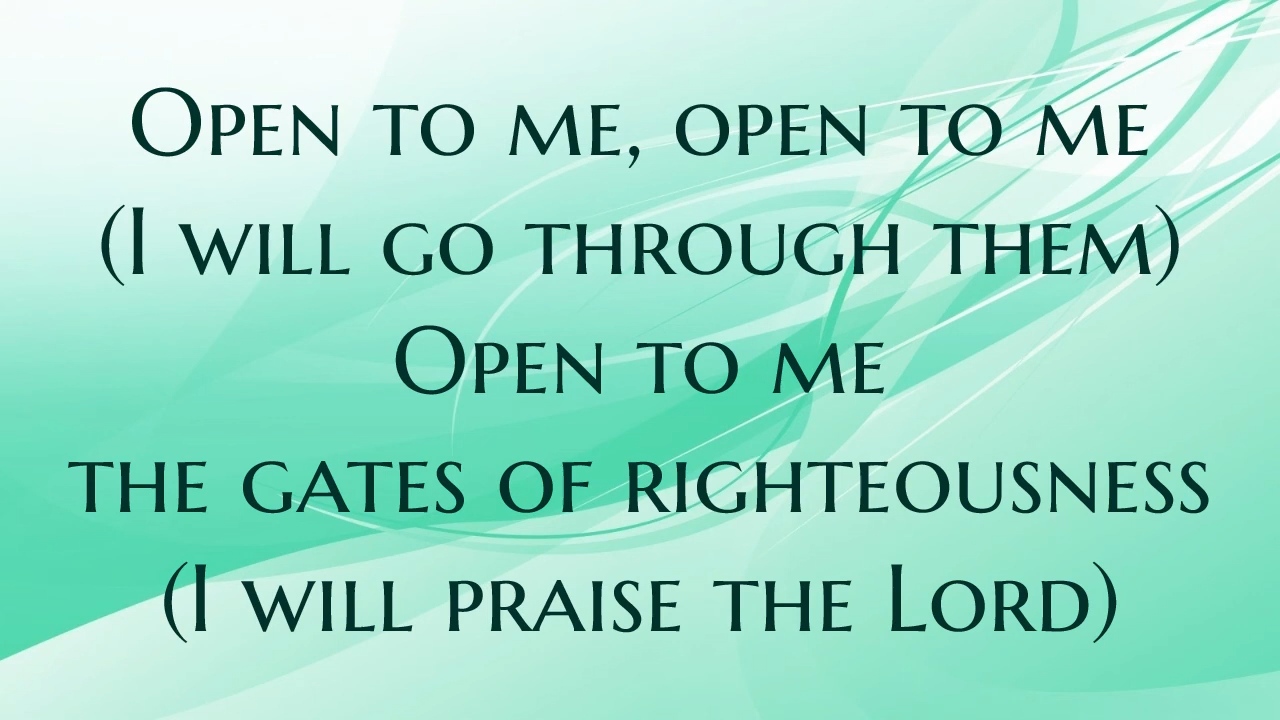 Open to me, open to me
(I will go through them)
Open to me
the gates of righteousness
(I will praise the Lord)